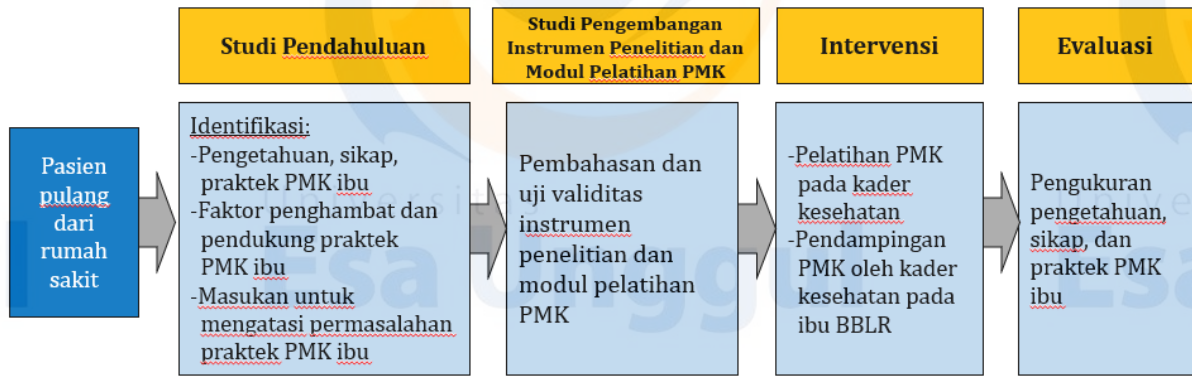 Studi Pendahuluan
Studi Pengembangan
Instrumen Penelitian dan
Modul Pelatihan PMK
Intervensi
Evaluasi
Pasien
pulang
dari
rumah
sakit
Identifikasi:
-Pengetahuan, sikap,
praktek PMK ibu
-Faktor penghambat dan
pendukung praktek
PMK ibu
-Masukan untuk
mengatasi permasalahan
praktek PMK ibu
Pembahasan dan
uji validitas
instrumen
penelitian dan
modul pelatihan
PMK
-Pelatihan PMK
pada kader
kesehatan
-Pendampingan
PMK oleh kader
kesehatan pada
ibu BBLR
Pengukuran
pengetahuan,
sikap, dan
praktek PMK
ibu
Universitas
Esa Unggul